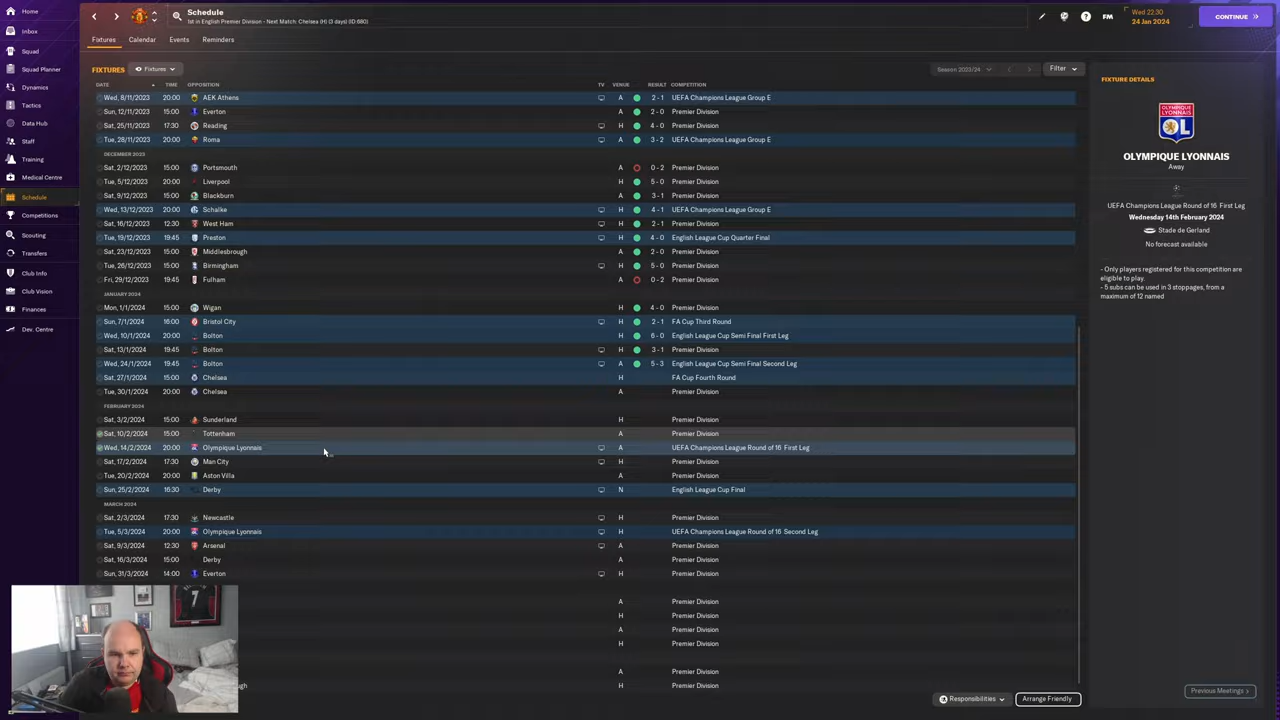 Home
Inbox
Squad
Squad Planner
Dynamics
Tactics
Data Hub
Staff
Training
Medical Centre
Schedule
Competitions
Scouting
Transfers
Club Info
Club Vision
Finances
Dev. Centre
Schedule
1st in English Premier Division - Next Match: Chelsea (H) (3 days) (ID:680)
FM
Wed 22:30
24 Jan 2024
CONTINUE
Fixtures Calendar Events Reminders
FIXTURES Fixtures Season 2023/24 Filter
DATE TIME OPPOSITION TV VENUE RESULT COMPETITION
Wed, 8/11/2023 20:00 AEK Athens A 2 - 1 UEFA Champions League Group E
Sun, 12/11/2023 15:00 Everton A 2 - 0 Premier Division
Sat, 25/11/2023 17:30 Reading H 4 - 0 Premier Division
Tue, 28/11/2023 20:00 Roma A 3 - 2 UEFA Champions League Group E
DECEMBER 2023
Sat, 2/12/2023 15:00 Portsmouth A 0 - 2 Premier Division
Tue, 5/12/2023 20:00 Liverpool H 5 - 0 Premier Division
Sat, 9/12/2023 15:00 Blackburn A 3 - 1 Premier Division
Wed, 13/12/2023 20:00 Schalke H 4 - 1 UEFA Champions League Group E
Sat, 16/12/2023 12:30 West Ham H 2 - 1 Premier Division
Tue, 19/12/2023 19:45 Preston H 4 - 0 English League Cup Quarter Final
Sat, 23/12/2023 15:00 Middlesbrough A 2 - 0 Premier Division
Tue, 26/12/2023 15:00 Birmingham H 5 - 0 Premier Division
Fri, 29/12/2023 19:45 Fulham A 0 - 2 Premier Division
JANUARY 2024
Mon, 1/1/2024 15:00 Wigan H 4 - 0 Premier Division
Sun, 7/1/2024 16:00 Bristol City H 2 - 1 FA Cup Third Round
Wed, 10/1/2024 20:00 Bolton H 6 - 0 English League Cup Semi Final First Leg
Sat, 13/1/2024 19:45 Bolton H 3 - 1 Premier Division
Wed, 24/1/2024 19:45 Bolton A 5 - 3 English League Cup Semi Final Second Leg
Sat, 27/1/2024 15:00 Chelsea H FA Cup Fourth Round
Tue, 30/1/2024 20:00 Chelsea A Premier Division
FEBRUARY 2024
Sat, 3/2/2024 15:00 Sunderland H Premier Division
Sat, 10/2/2024 15:00 Tottenham A Premier Division
Wed, 14/2/2024 20:00 Olympique Lyonnais A UEFA Champions League Round of 16 First Leg
Sat, 17/2/2024 17:30 Man City H Premier Division
Tue, 20/2/2024 20:00 Aston Villa A Premier Division
Sun, 25/2/2024 16:30 Derby N English League Cup Final
MARCH 2024
Sat, 2/3/2024 17:30 Newcastle H Premier Division
Tue, 5/3/2024 20:00 Olympique Lyonnais H UEFA Champions League Round of 16 Second Leg
Sat, 9/3/2024 12:30 Arsenal A Premier Division
Sat, 16/3/2024 15:00 Derby A Premier Division
Sun, 31/3/2024 14:00 Everton H Premier Division
A Premier Division
H Premier Division
A Premier Division
H Premier Division
A Premier Division
gh H Premier Division
Responsibilities Arrange Friendly
FIXTURE DETAILS
OLYMPIQUE LYONNAIS
Away
UEFA Champions League Round of 16 First Leg
Wednesday 14th February 2024
Stade de Gerland
No forecast available
- Only players registered for this competition are
eligible to play.
- 5 subs can be used in 3 stoppages, from a
maximum of 12 named
Previous Meetings >
7